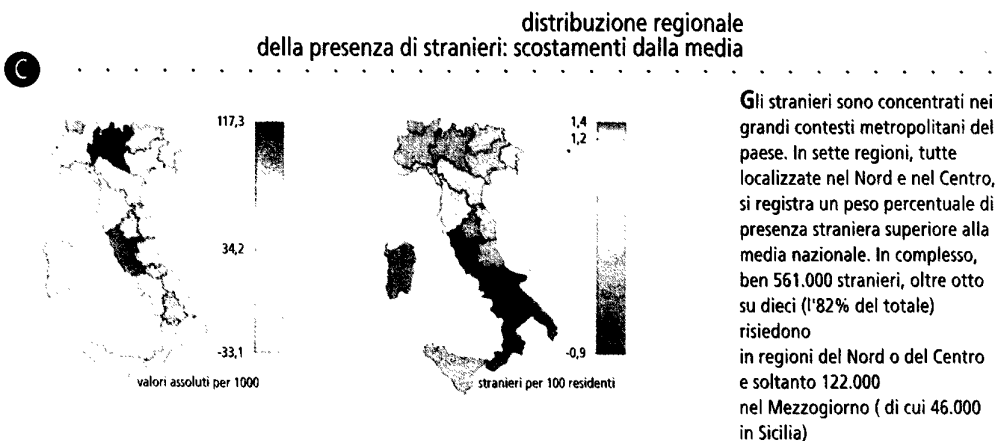 distribuzione regionale
della presenza di stranieri: scostamenti dalla media
C
117,3
34,2
-33,1
valori assoluti per 1000
1,4
1,2
-0,9
stranieri per 100 residenti
Gli stranieri sono concentrati nei
grandi contesti metropolitani del
paese. In sette regioni, tutte
localizzate nel Nord e nel Centro,
si registra un peso percentuale di
presenza straniera superiore alla
media nazionale. In complesso,
ben 561.000 stranieri, oltre otto
su dieci (l'82% del totale)
risiedono
in regioni del Nord o del Centro
e soltanto 122.000
nel Mezzogiorno ( di cui 46.000
in Sicilia)